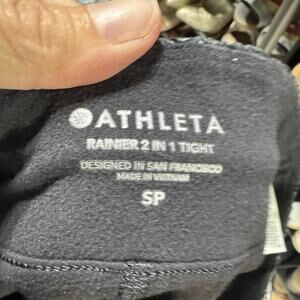 ATHLETA
RAINIER 2 IN 1 TIGHT
DESIGNED IN SAN FRANCISCO
MADE IN VIETNAM
SP